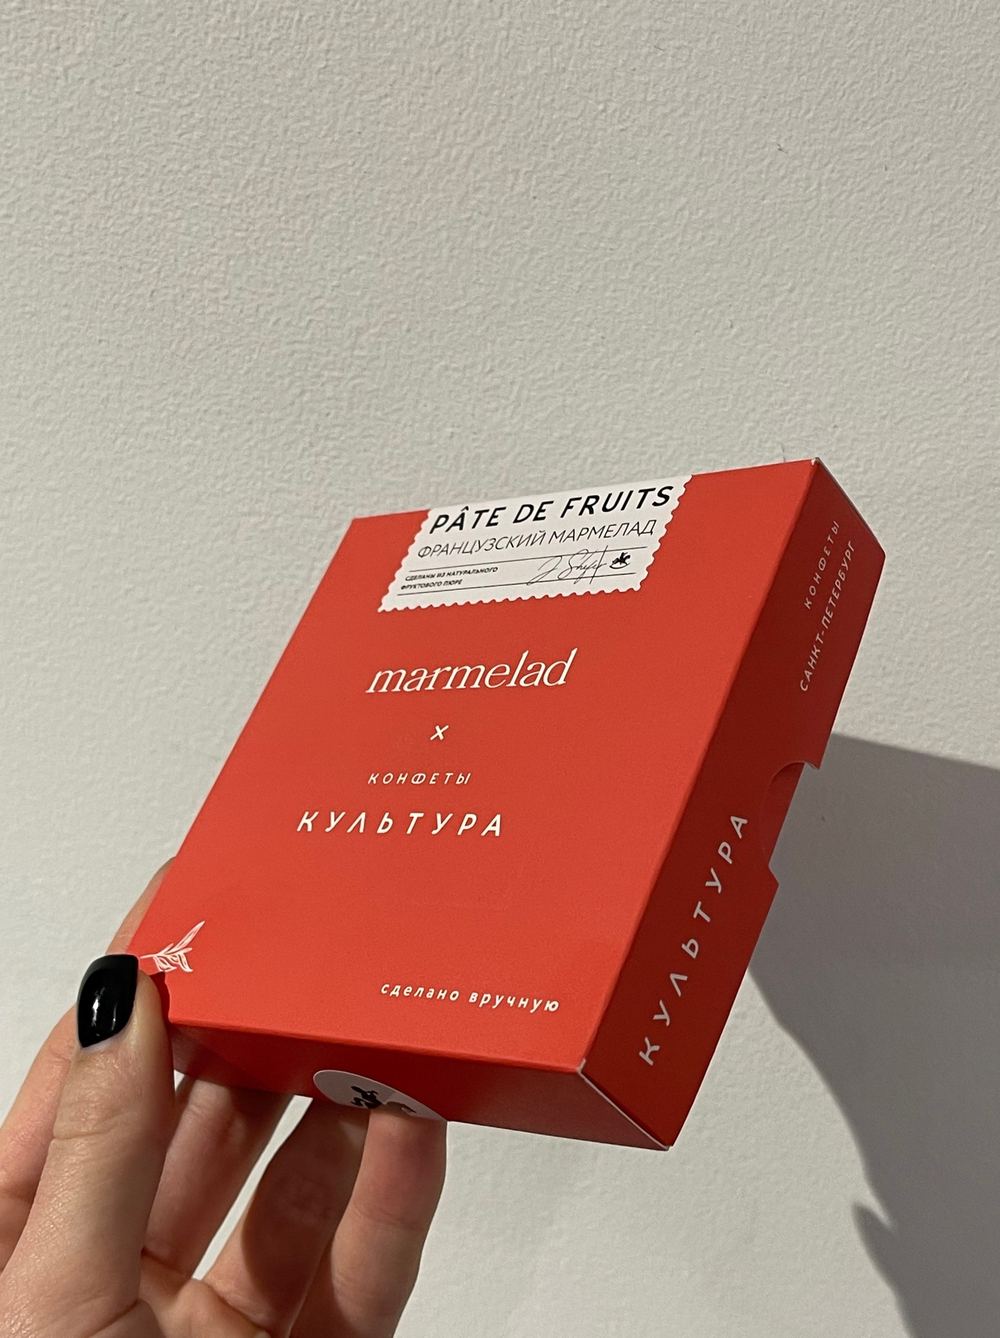 PÂTE DE FRUITS
ФРАНЦУЗСКИЙ МАРМЕЛАД
СДЕЛАНЫ ИЗ НАТУРАЛЬНОГО
ФРУКТОВОГО ПЮРЕ
marmelad
x
КОНФЕТЫ
КУЛЬТУРА
сделано вручную
КОНФЕТЫ
САНКТ-ПЕТЕРБУРГ
КУЛЬТУРА